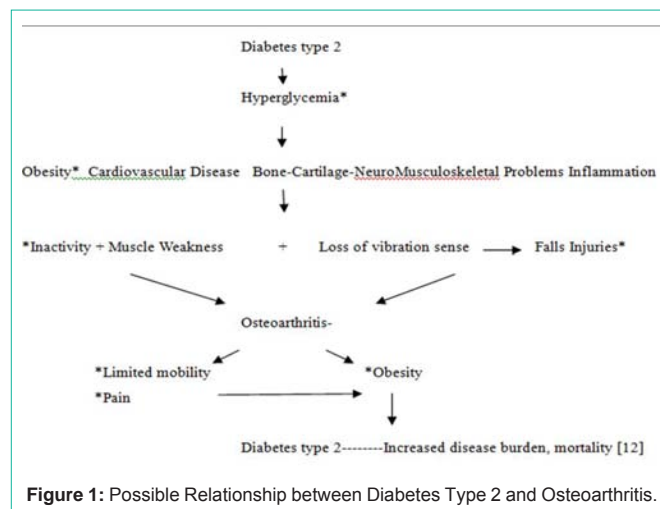 Diabetes type 2
Hyperglycemia*
Obesity* Cardiovascular Disease Bone-Cartilage-NeuroMusculoskeletal Problems Inflammation
*Inactivity + Muscle Weakness + Loss of vibration sense Falls Injuries*
Osteoarthritis-
*Limited mobility *Obesity
*Pain
Diabetes type 2--------Increased disease burden, mortality [12]
Figure 1: Possible Relationship between Diabetes Type 2 and Osteoarthritis.